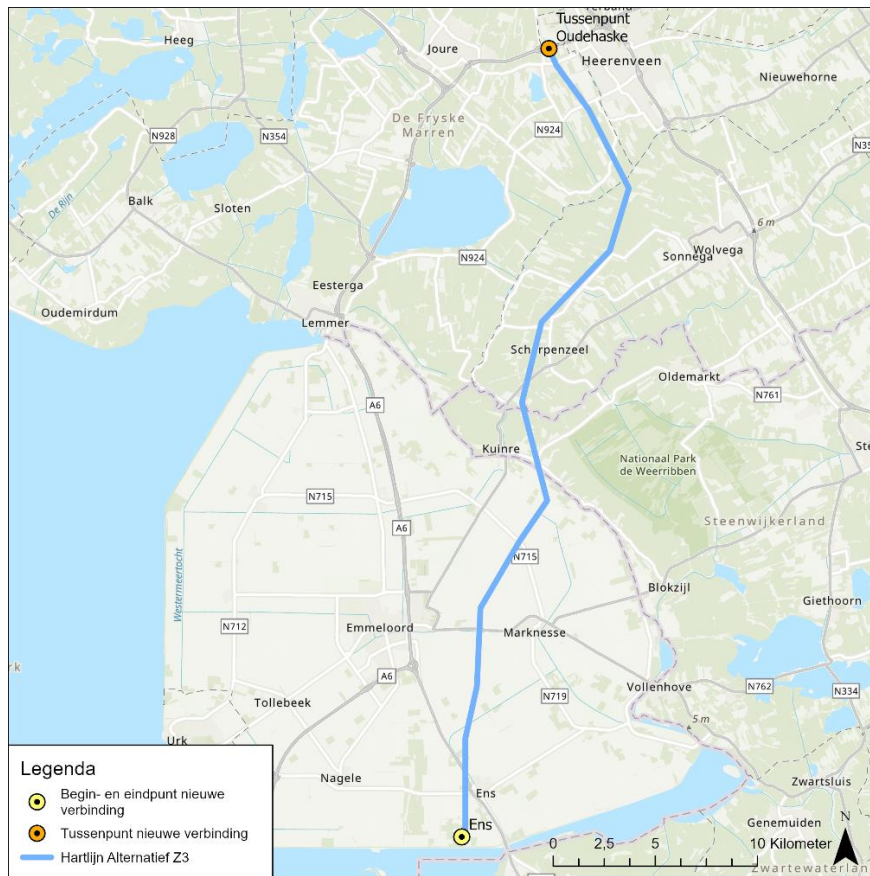 Tussenpunt
Oudehaske
Heeg
Joure
Heerenveen
Nieuwehorne
De Fryske
Marren
N924
N928
N354
De Rijn
Balk
Sloten
6 m
Wolvega
Sonnega
N924
Eesterga
Oudemirdum
Lemmer
Scherpenzeel
Oldemarkt
N761
A6
Kuinre
Nationaal Park
de Weerribben
N715
A6
Steenwijkerland
N715
Westermeertocht
Blokzijl
Giethoorn
N712
Emmeloord
Marknesse
A6
Vollenhove
N762
N334
N719
Tollebeek
5 m
Urk
Nagele
Ens
Zwartsluis
Ens
Genemuiden
Zwartewaterland
Legenda
Begin- en eindpunt nieuwe
verbinding
Tussenpunt nieuwe verbinding
Hartlijn Alternatief Z3
0 2,5 5 10 Kilometer
N